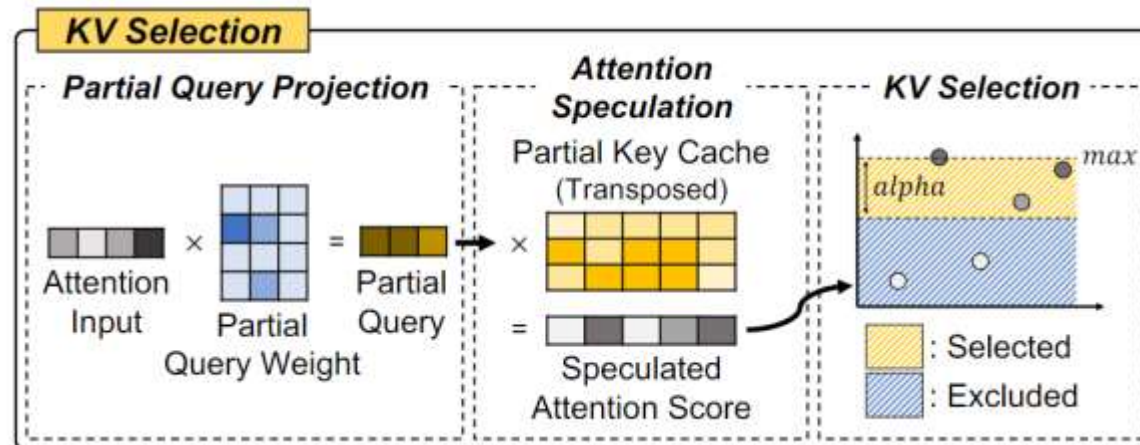 KV Selection
Partial Query Projection
Attention
Input
×
Partial
Query Weight
=
Partial
Query
Attention
Speculation
Partial Key Cache
(Transposed)
×
=
Speculated
Attention Score
KV Selection
max
alpha
: Selected
: Excluded